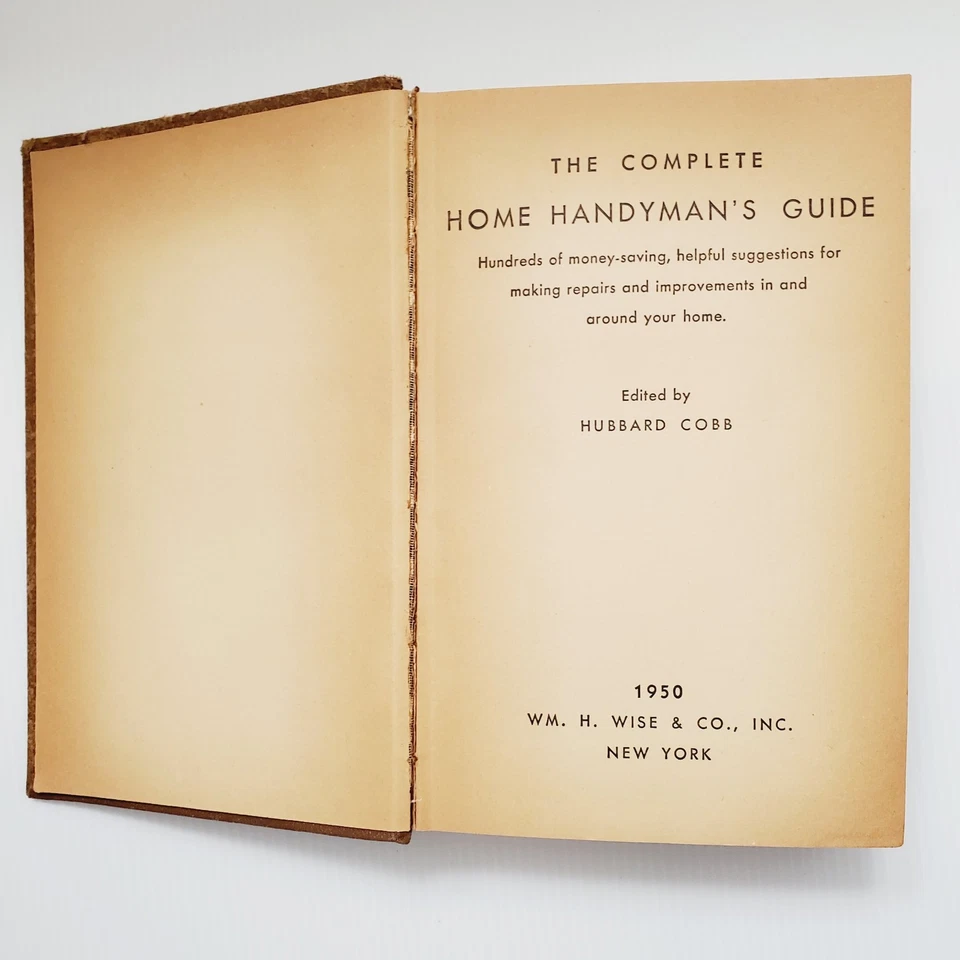 THE COMPLETE
HOME HANDYMAN'S GUIDE
Hundreds of money-saving, helpful suggestions for
making repairs and improvements in and
around your home.
Edited by
HUBBARD COBB
1950
WM. H. WISE & CO., INC.
NEW YORK